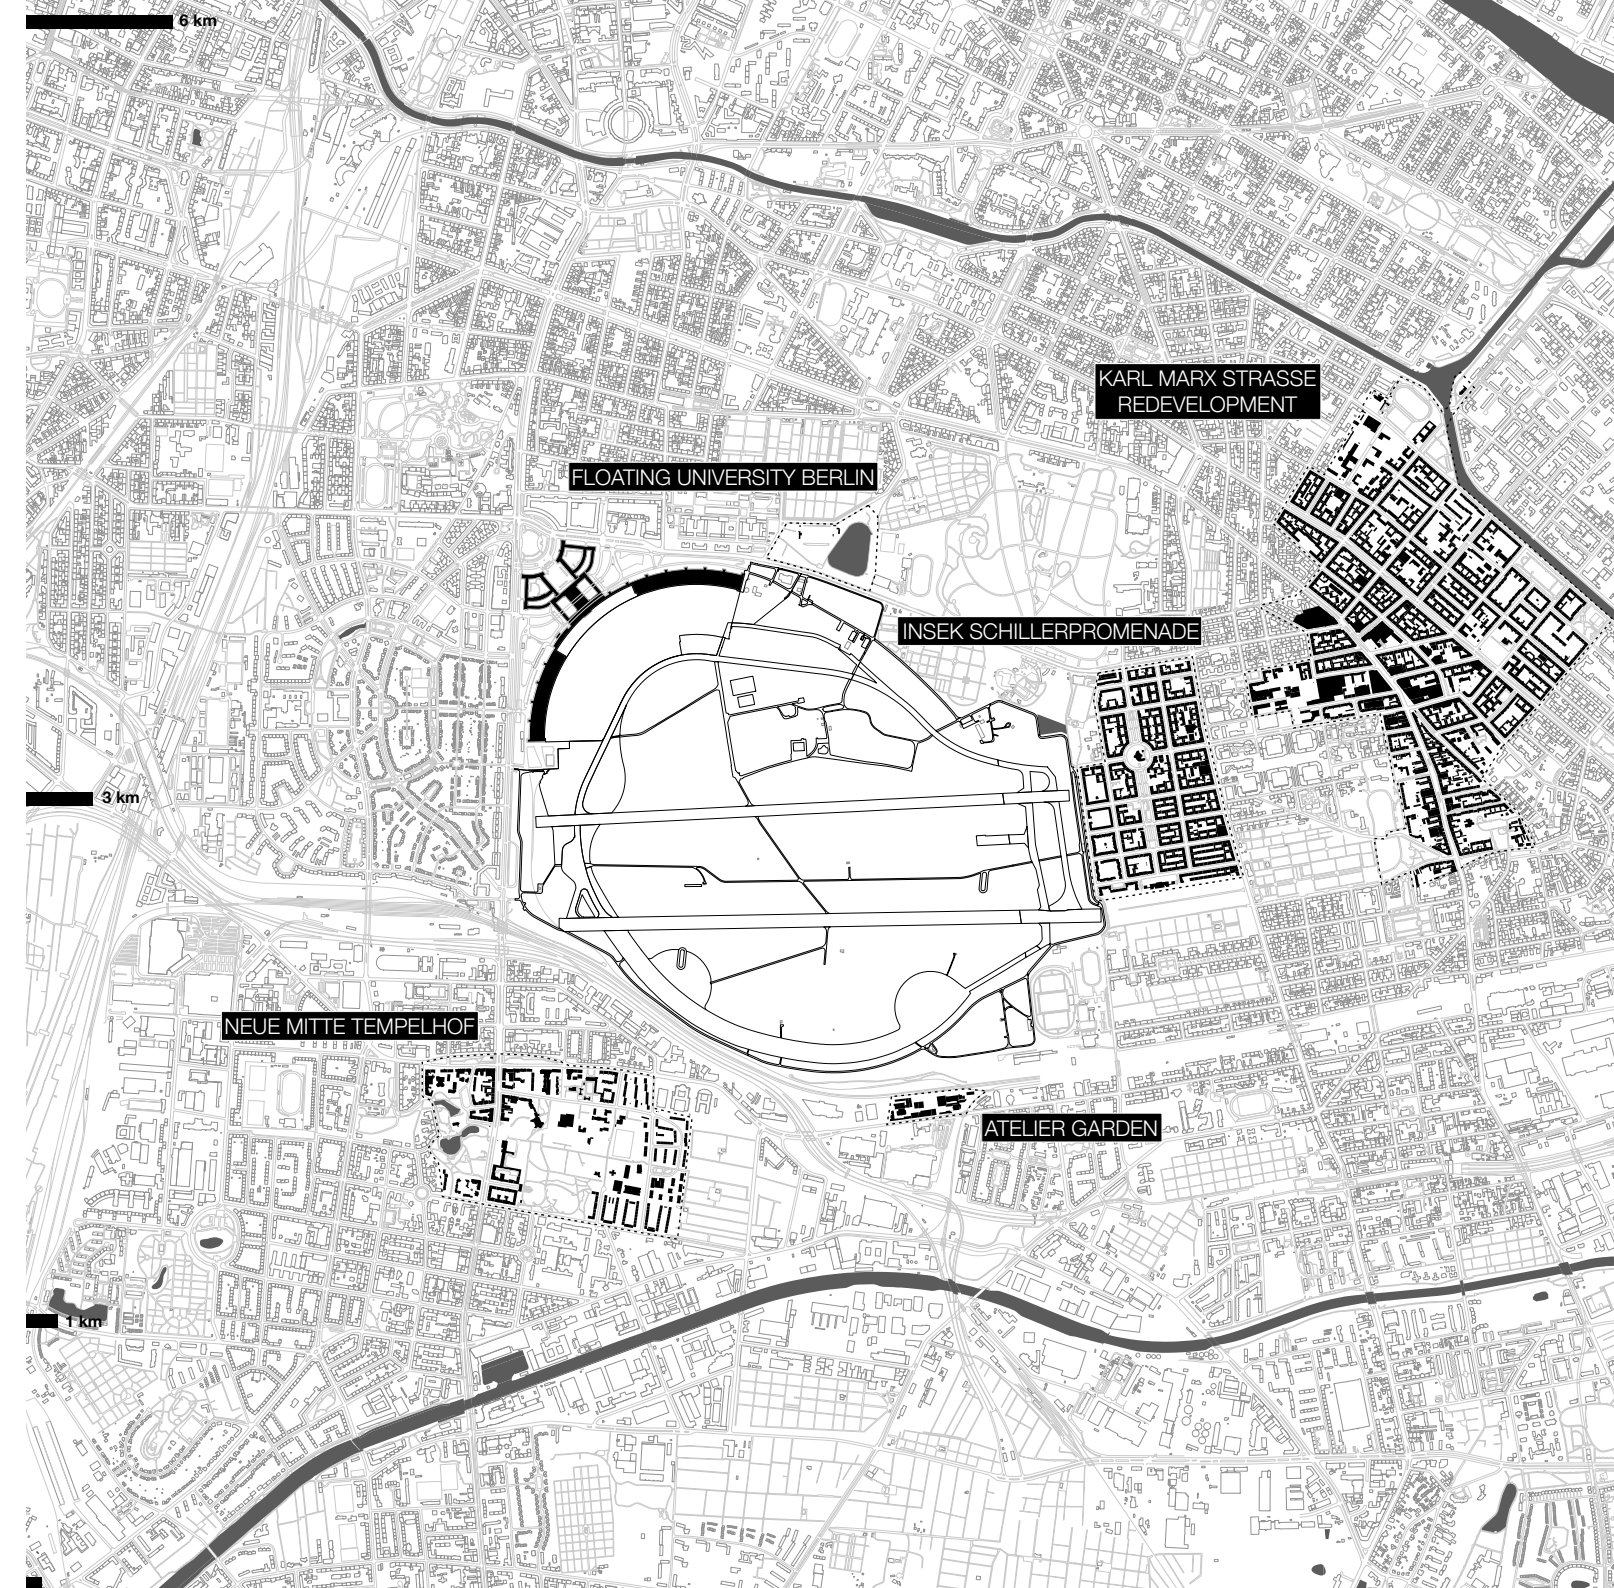 6 km
KARL MARX STRASSE
REDEVELOPMENT
FLOATING UNIVERSITY BERLIN
INSEK SCHILLERPROMENADE
3 km
NEUE MITTE TEMPELHOF
ATELIER GARDEN
1 km